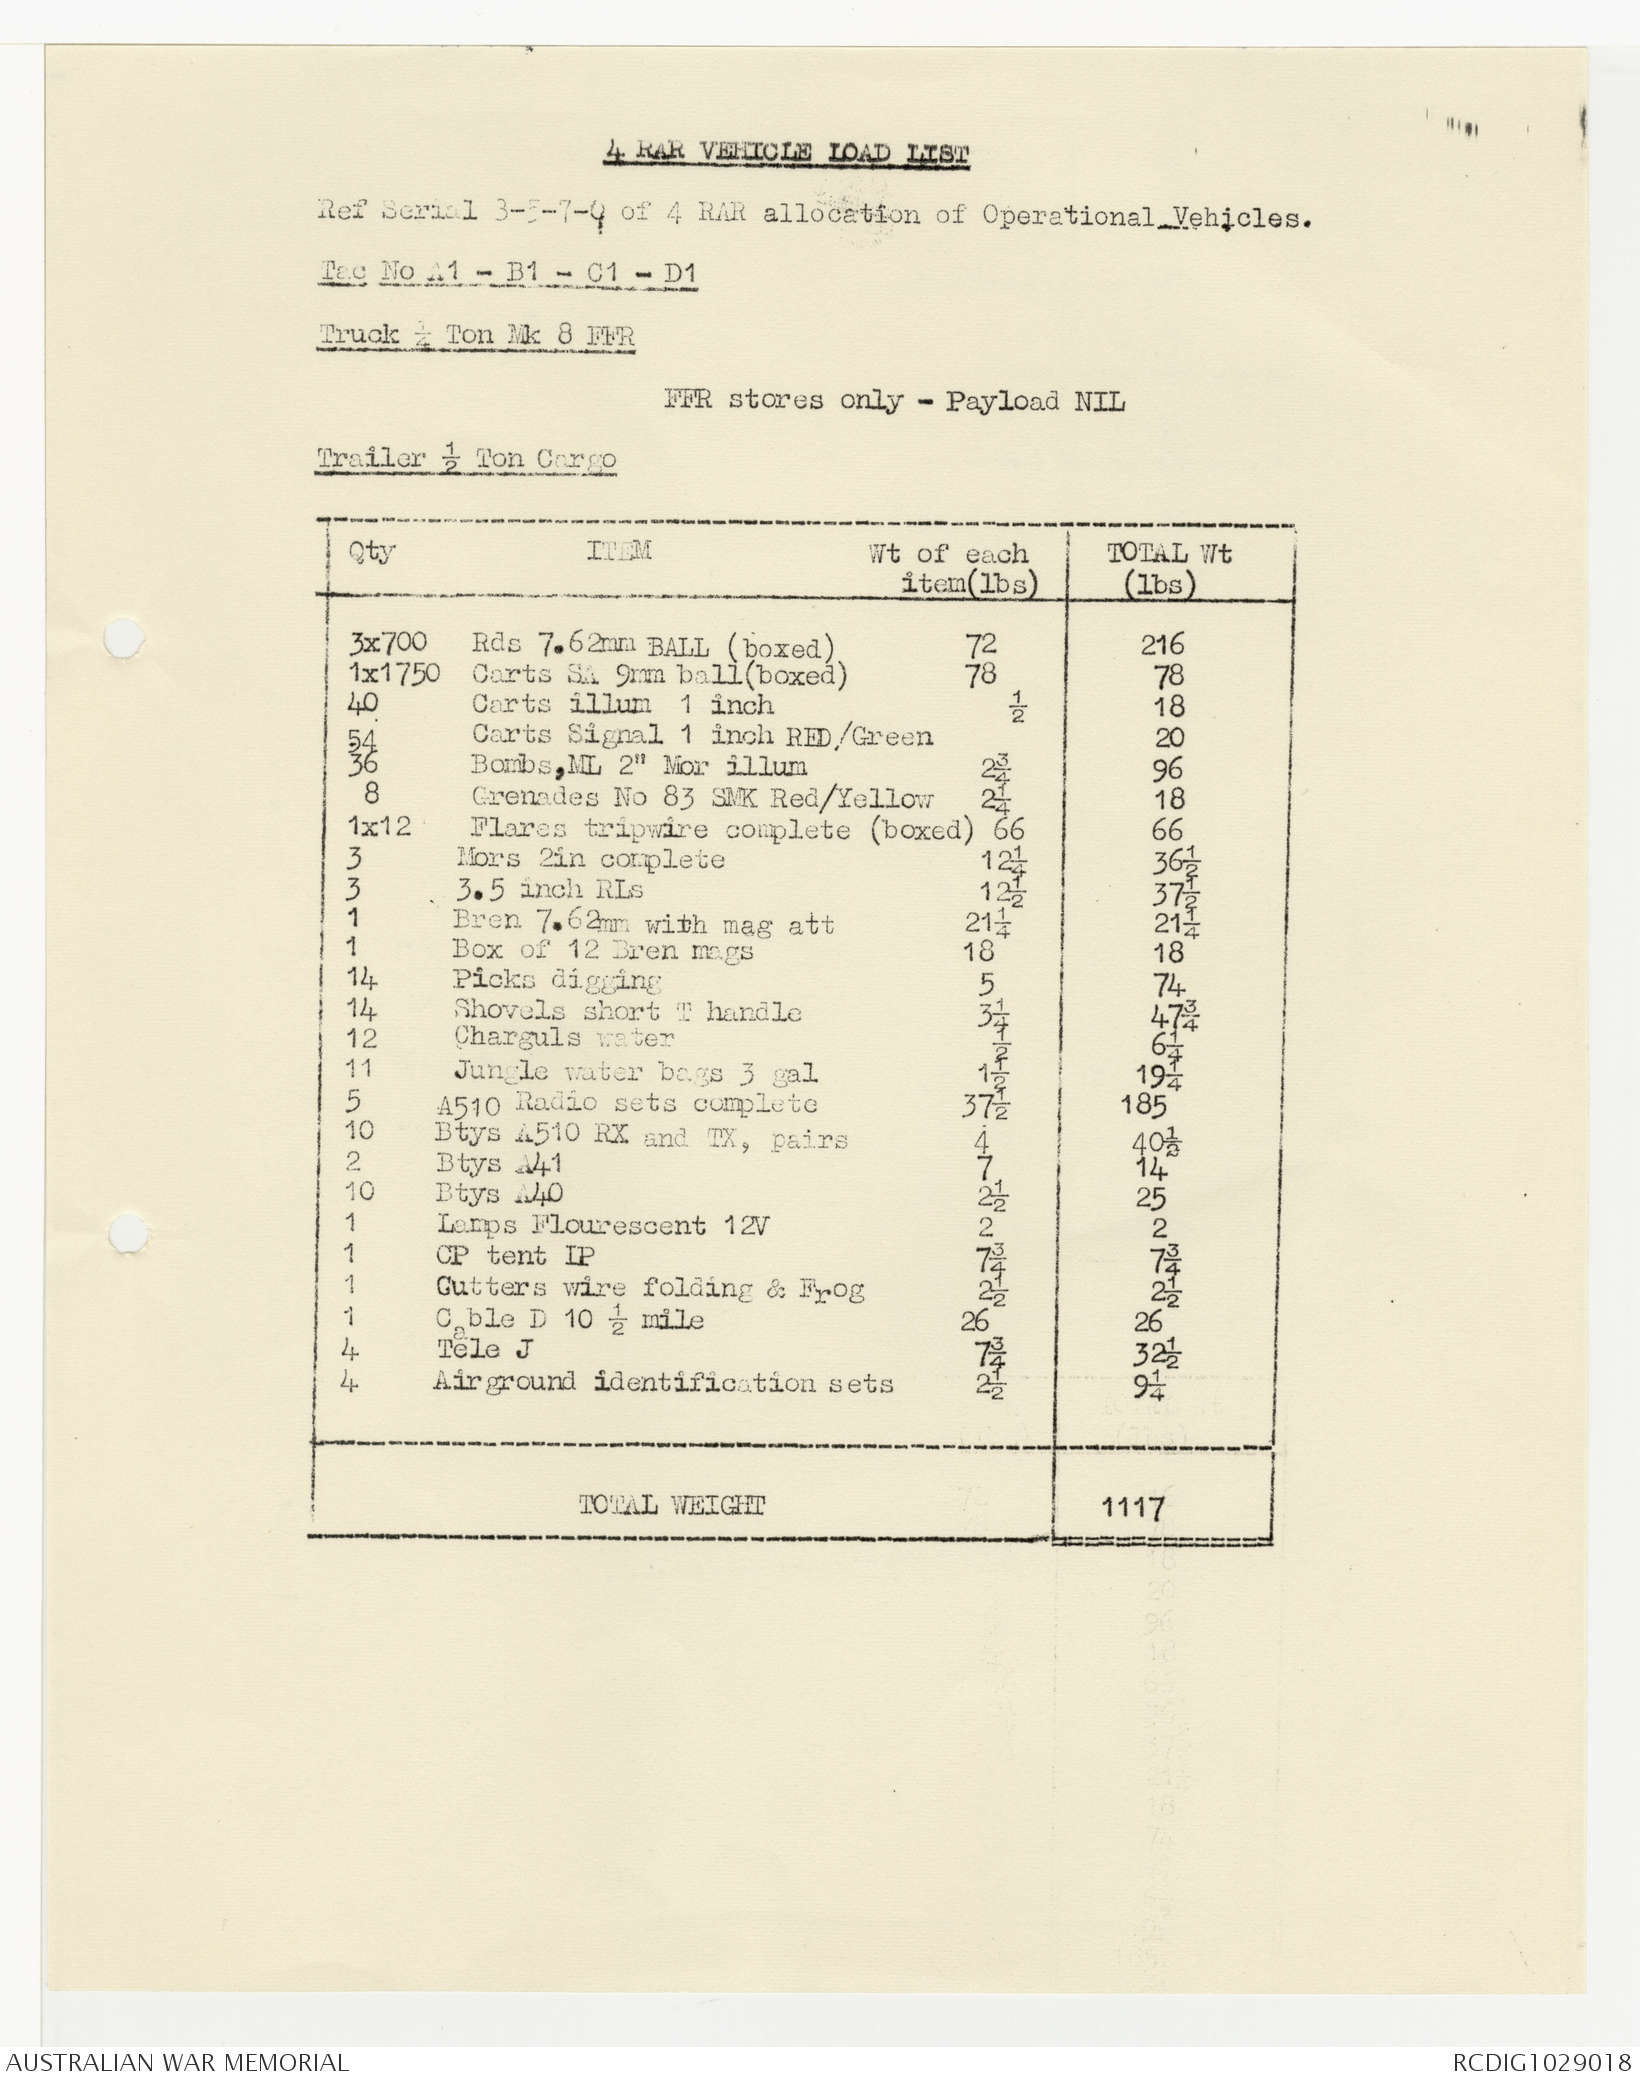 4 RAR VEHICLE LOAD LIST
Ref Serial 3-5-7-9 of 4 RAR allocation of Operational Vehicles.
Tac No A1 - B1 - C1 - D1
Truck ¼ Ton Mk 8 FFR
FFR stores only - Payload NIL
Trailer ½ Ton Cargo
Qty ITEM Wt of each TOTAL Wt
item(lbs) (lbs)
3x700 Rds 7.62mm BALL (boxed) 72 216
1x1750 Carts SA 9mm ball(boxed) 78 78
40 Carts illum 1 inch ½ 18
54 Carts Signal 1 inch RED/Green 20
36 Bombs,ML 2" Mor illum 2¾ 96
8 Grenades No 83 SMK Red/Yellow 2¼ 18
1x12 Flares tripwire complete (boxed) 66 66
3 Mors 2in complete 12¼ 36½
3 3.5 inch RLs 12½ 37½
1 Bren 7.62mm with mag att 21¼ 21¼
1 Box of 12 Bren mags 18 18
14 Picks digging 5 74
14 Shovels short T handle 3¼ 47¾
12 Charguls water ½ 6¼
11 Jungle water bags 3 gal 1½ 19¼
5 A510 Radio sets complete 37½ 185
10 Btys A510 RX and TX, pairs 4 40½
2 Btys A41 7 14
10 Btys A40 2½ 25
1 Lamps Flourescent 12V 2 2
1 CP tent IP 7¾ 7¾
1 Cutters wire folding & Frog 2½ 2½
1 Cable D 10 ½ mile 26 26
4 Tele J 7¾ 32½
4 Airground identification sets 2½ 9¼
TOTAL WEIGHT 1117
AUSTRALIAN WAR MEMORIAL RCDIG1029018